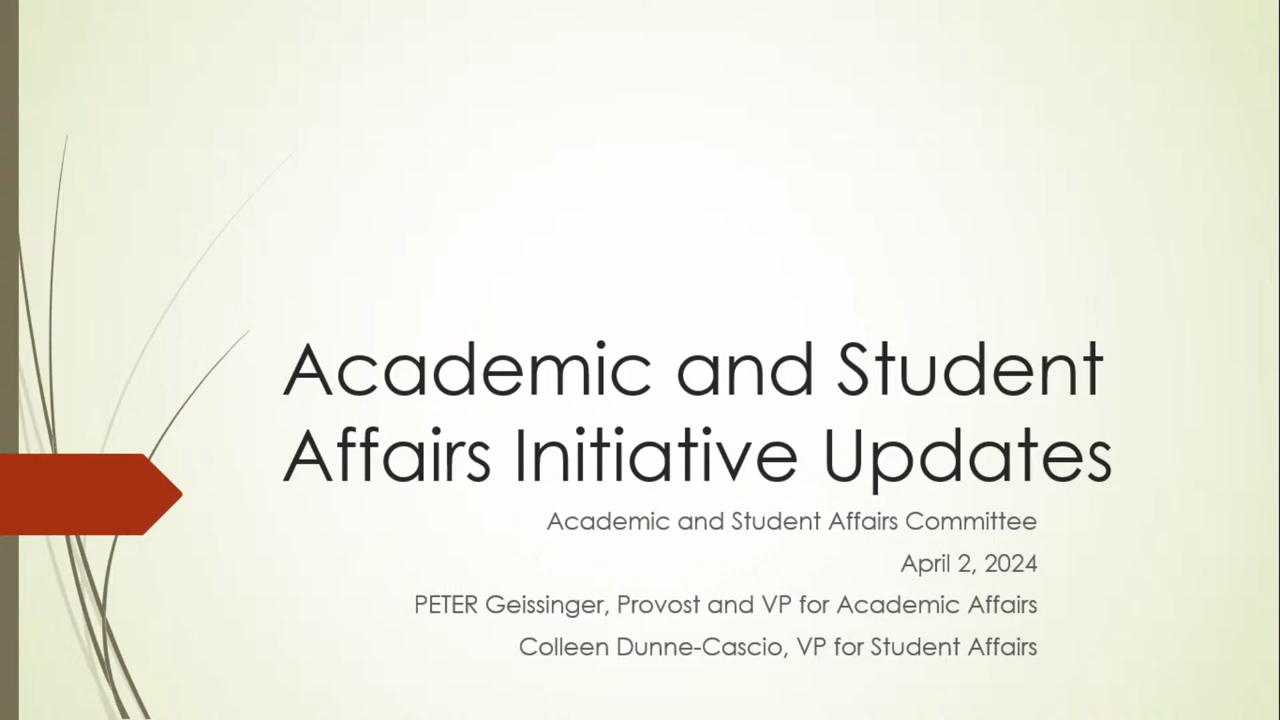 Academic and Student
Affairs Initiative Updates
Academic and Student Affairs Committee
April 2, 2024
PETER Geissinger, Provost and VP for Academic Affairs
Colleen Dunne-Cascio, VP for Student Affairs